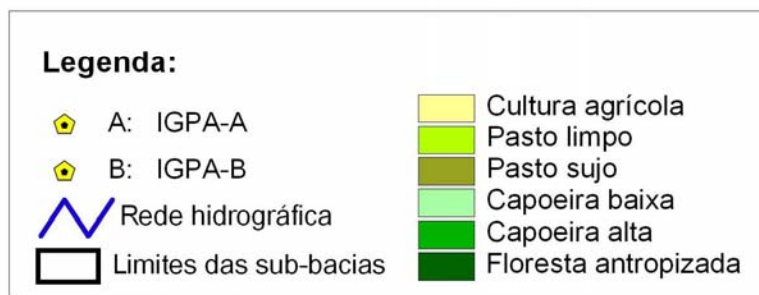 Legenda:
A: IGPA-A
B: IGPA-B
Rede hidrográfica
Limites das sub-bacias
Cultura agrícola
Pasto limpo
Pasto sujo
Capoeira baixa
Capoeira alta
Floresta antropizada